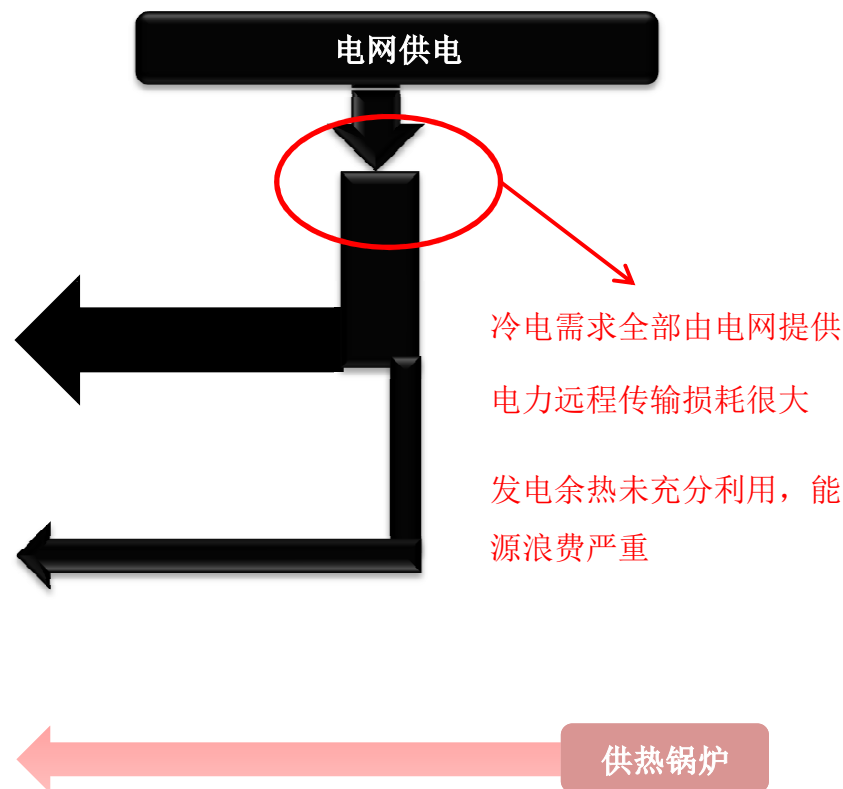 电网供电
冷电需求全部由电网提供
电力远程传输损耗很大
发电余热未充分利用，能
源浪费严重
供热锅炉